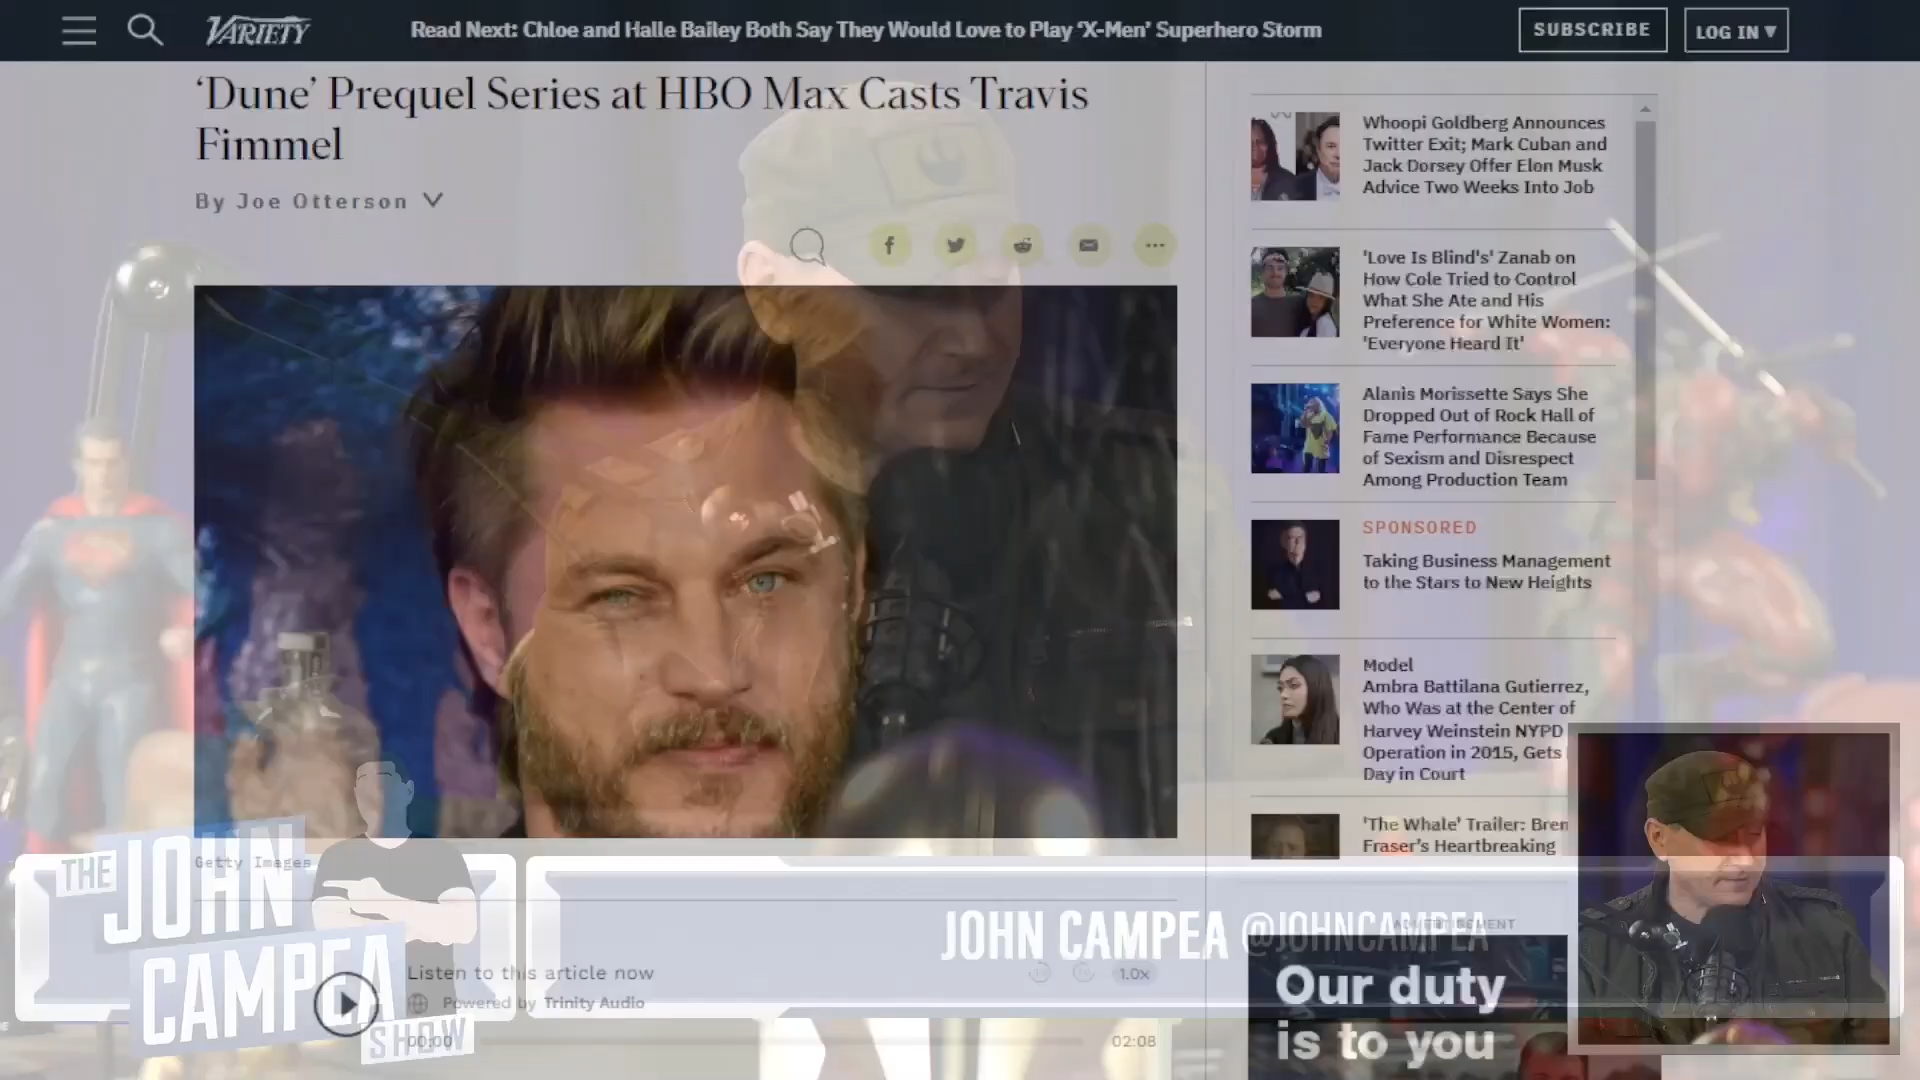 VARIETY
Read Next: Chloe and Halle Bailey Both Say They Would Love to Play ‘X-Men’ Superhero Storm
SUBSCRIBE
LOG IN ▾
‘Dune’ Prequel Series at HBO Max Casts Travis
Fimmel
By Joe Otterson
Getty Images
Listen to this article now
Powered by Trinity Audio
1.0x
00:00
02:08
Whoopi Goldberg Announces
Twitter Exit; Mark Cuban and
Jack Dorsey Offer Elon Musk
Advice Two Weeks Into Job
'Love Is Blind's' Zanab on
How Cole Tried to Control
What She Ate and His
Preference for White Women:
'Everyone Heard It'
Alanis Morissette Says She
Dropped Out of Rock Hall of
Fame Performance Because
of Sexism and Disrespect
Among Production Team
SPONSORED
Taking Business Management
to the Stars to New Heights
Model
Ambra Battilana Gutierrez,
Who Was at the Center of
Harvey Weinstein NYPD
Operation in 2015, Gets
Day in Court
'The Whale' Trailer: Bren
Fraser's Heartbreaking
ADVERTISEMENT
Our duty
is to you
THE
JOHN
CAMPEA
SHOW
JOHN CAMPEA @JOHNCAMPEA